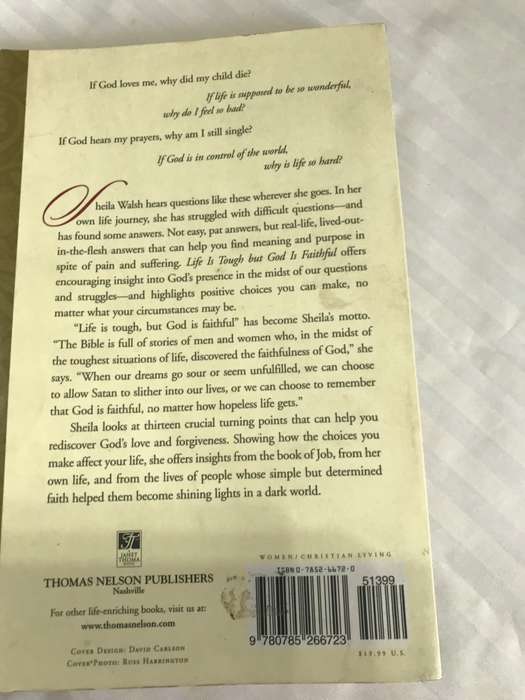 If God loves me, why did my child die?
If life is supposed to be so wonderful,
why do I feel so bad?
If God hears my prayers, why am I still single?
If God is in control of the world,
why is life so hard?
Sheila Walsh hears questions like these wherever she goes. In her
own life journey, she has struggled with difficult questions—and
has found some answers. Not easy, pat answers, but real-life, lived-out-
in-the-flesh answers that can help you find meaning and purpose in
spite of pain and suffering. Life Is Tough but God Is Faithful offers
encouraging insight into God's presence in the midst of our questions
and struggles—and highlights positive choices you can make, no
matter what your circumstances may be.
"Life is tough, but God is faithful" has become Sheila's motto.
"The Bible is full of stories of men and women who, in the midst of
the toughest situations of life, discovered the faithfulness of God," she
says. "When our dreams go sour or seem unfulfilled, we can choose
to allow Satan to slither into our lives, or we can choose to remember
that God is faithful, no matter how hopeless life gets."
Sheila looks at thirteen crucial turning points that can help you
rediscover God's love and forgiveness. Showing how the choices you
make affect your life, she offers insights from the book of Job, from her
own life, and from the lives of people whose simple but determined
faith helped them become shining lights in a dark world.
JANET
THOMA
THOMAS NELSON PUBLISHERS
Nashville
For other life-enriching books, visit us at:
www.thomasnelson.com
COVER DESIGN: DAVID CARLSON
COVER PHOTO: RUSS HARRINGTON
WOMEN/CHRISTIAN LIVING
ISBN 0-7852-6672-0
51399
9 780785 266723
$13.99 U.S.